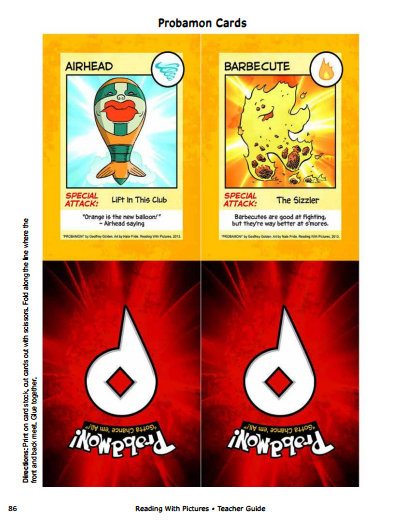 Probamon Cards
AIRHEAD
SPECIAL
ATTACK:
Lift In This Club
"Orange is the new balloon!"
– Airhead saying
"PROBAMON!" by Geoffrey Golden. Art by Nate Pride. Reading With Pictures, 2013.
BARBECUTE
SPECIAL
ATTACK:
The Sizzler
Barbecutes are good at fighting,
but they're way better at s'mores.
"PROBAMON!" by Geoffrey Golden. Art by Nate Pride. Reading With Pictures, 2013.
Directions: Print on card stock, cut cards out with scissors. Fold along the line where the
front and back meet. Glue together.
"Gotta Chance 'em All!"
Probamon!
"Gotta Chance 'em All!"
Probamon!
86
Reading With Pictures • Teacher Guide